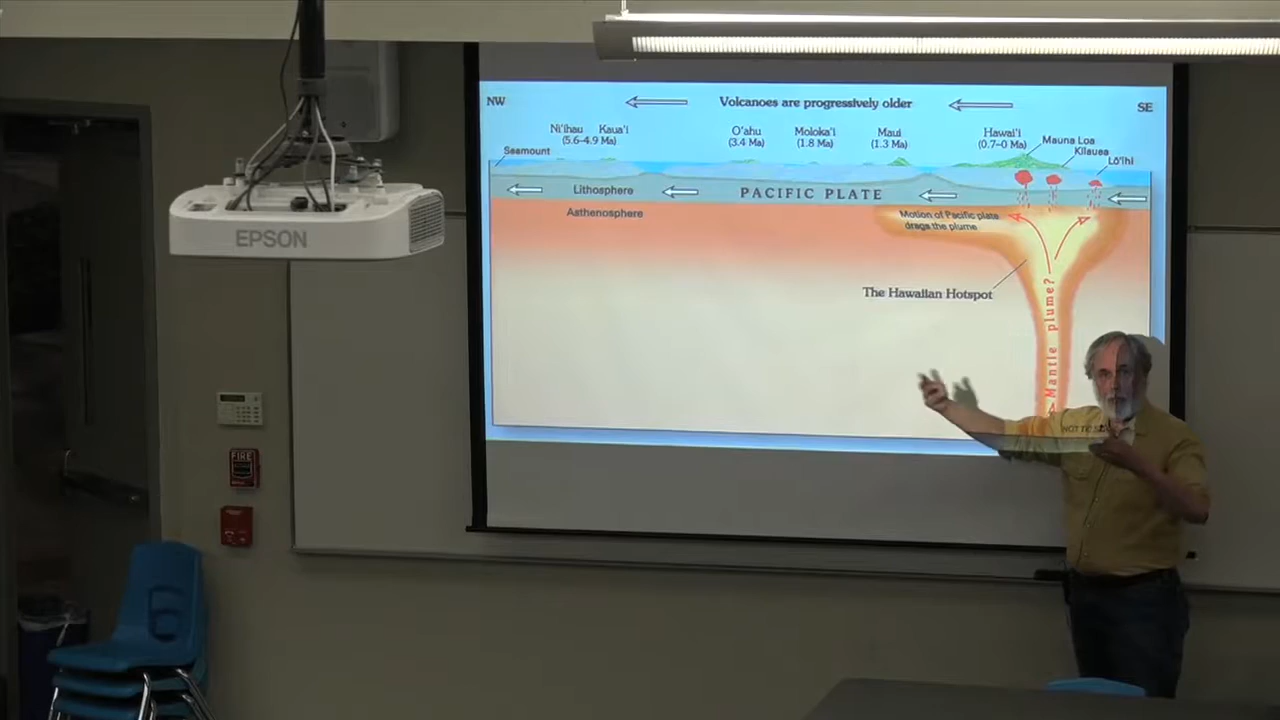 NW
Volcanoes are progressively older
SE
Ni'ihau Kaua'i
(5.6–4.9 Ma)
O'ahu
(3.4 Ma)
Moloka'i
(1.8 Ma)
Maui
(1.3 Ma)
Hawai'i
(0.7–0 Ma)
Mauna Loa
Kilauea
Lō'ihi
Seamount
Lithosphere
PACIFIC PLATE
Asthenosphere
Motion of Pacific plate
drags the plume
The Hawaiian Hotspot
Mantle plume?
EPSON
FIRE